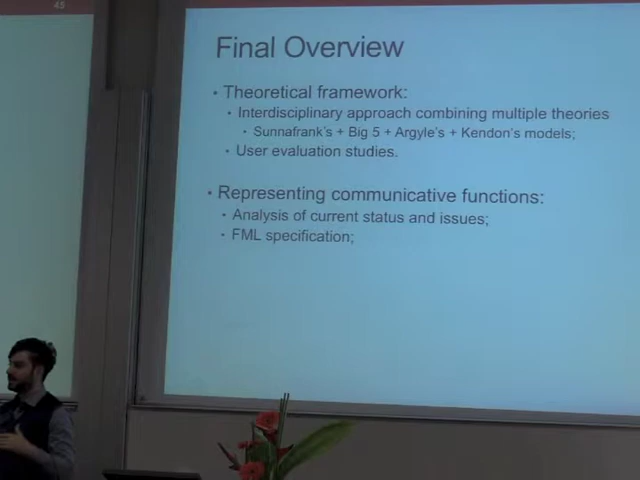 45
Final Overview
• Theoretical framework:
• Interdisciplinary approach combining multiple theories
• Sunnafrank's + Big 5 + Argyle's + Kendon's models;
• User evaluation studies.
• Representing communicative functions:
• Analysis of current status and issues;
• FML specification;